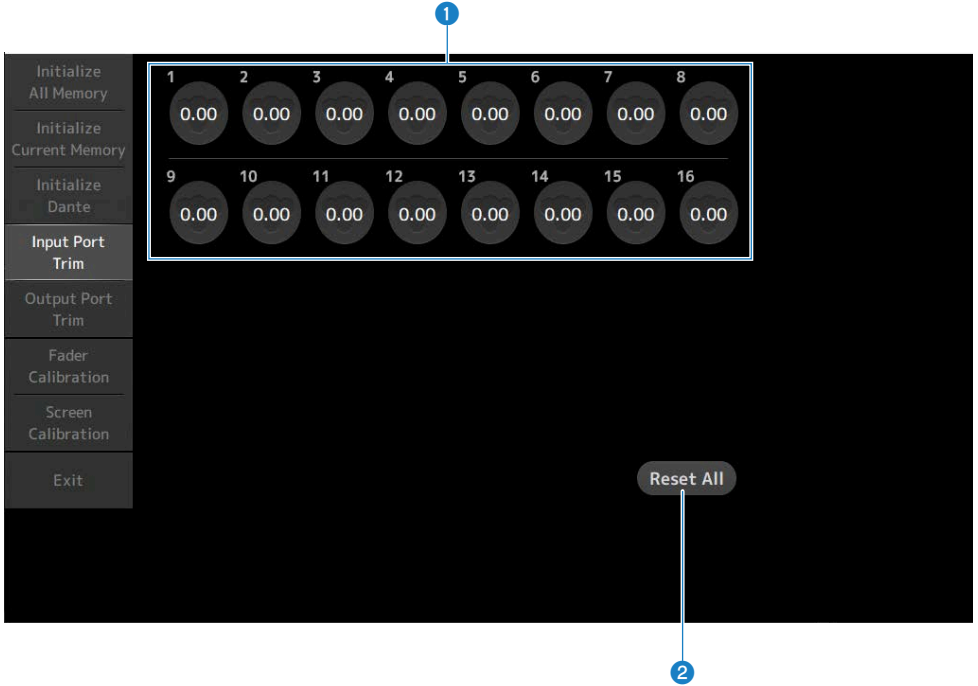 1
Initialize
All Memory
Initialize
Current Memory
Initialize
Dante
Input Port
Trim
Output Port
Trim
Fader
Calibration
Screen
Calibration
Exit
1 2 3 4 5 6 7 8
0.00 0.00 0.00 0.00 0.00 0.00 0.00 0.00
9 10 11 12 13 14 15 16
0.00 0.00 0.00 0.00 0.00 0.00 0.00 0.00
Reset All
2